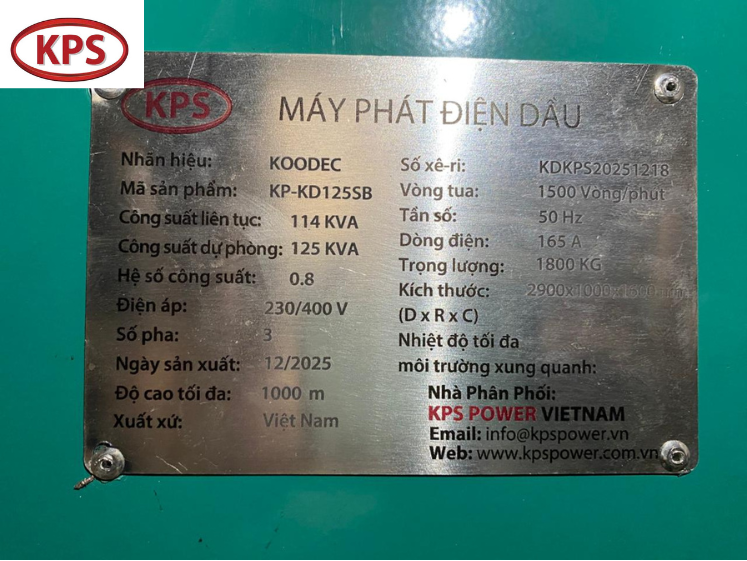 KPS
KPS
MÁY PHÁT ĐIỆN DẦU
Nhãn hiệu: KOODEC
Mã sản phẩm: KP-KD125SB
Công suất liên tục: 114 KVA
Công suất dự phòng: 125 KVA
Hệ số công suất: 0.8
Điện áp: 230/400 V
Số pha: 3
Ngày sản xuất: 12/2025
Độ cao tối đa: 1000 m
Xuất xứ: Việt Nam
Số xê-ri: KDKPS20251218
Vòng tua: 1500 Vòng/phút
Tần số: 50 Hz
Dòng điện: 165 A
Trọng lượng: 1800 KG
Kích thước:
(D x R x C)
Nhiệt độ tối đa
môi trường xung quanh:
Nhà Phân Phối:
KPS POWER VIETNAM
Email: info@kpspower.vn
Web: www.kpspower.com.vn